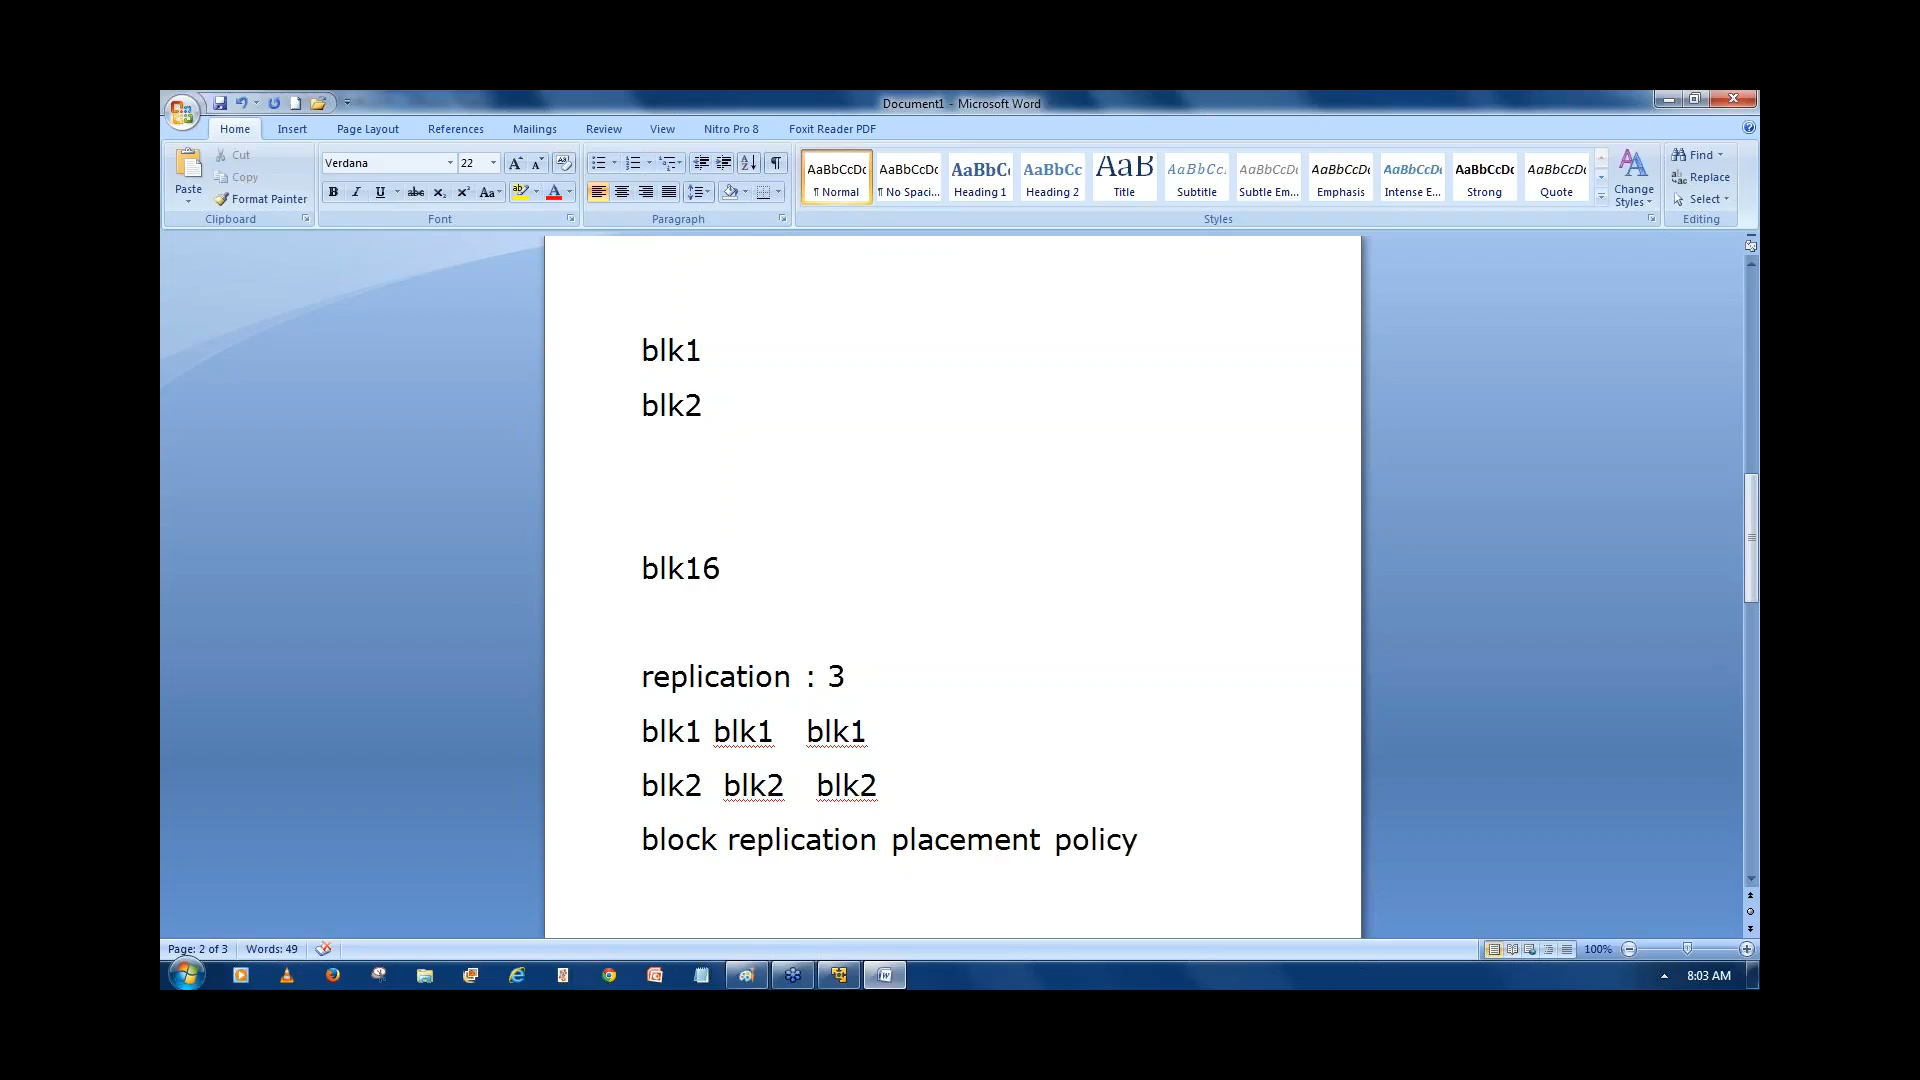 Document1 - Microsoft Word
Home Insert Page Layout References Mailings Review View Nitro Pro 8 Foxit Reader PDF
Paste
Cut
Copy
Format Painter
Clipboard
Verdana 22
Font
Paragraph
AaBbCcDc AaBbCcDc AaBbC AaBbCc AaB AaBbCc. AaBbCcDc AaBbCcDc AaBbCcDc AaBbCcDc AaBbCcDc
¶ Normal ¶ No Spaci... Heading 1 Heading 2 Title Subtitle Subtle Em... Emphasis Intense E... Strong Quote
Change
Styles
Styles
Find
Replace
Select
Editing
blk1
blk2
blk16
replication : 3
blk1 blk1 blk1
blk2 blk2 blk2
block replication placement policy
Page: 2 of 3 Words: 49 100%
8:03 AM